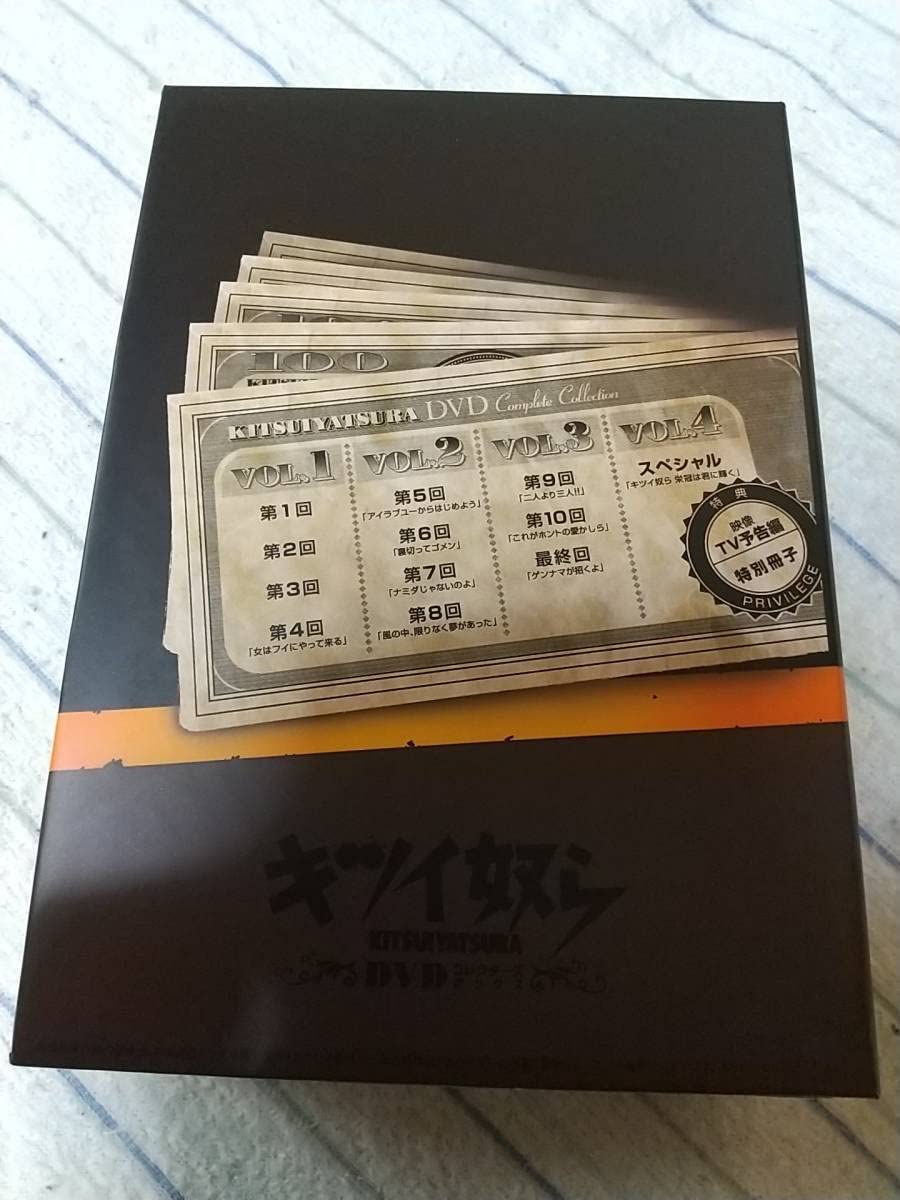 100
100
KITSUIYATSURA DVD Complete Collection
VOL.1
第1回
第2回
第3回
第4回
「女はフイにやって来る」
VOL.2
第5回
「アイラブユーからはじめよう」
第6回
「裏切ってゴメン」
第7回
「ナミダじゃないのよ」
第8回
「風の中、限りなく夢があった」
VOL.3
第9回
「二人より三人!!」
第10回
「これがホントの愛かしら」
最終回
「ゲンナマが招くよ」
VOL.4
スペシャル
「キツイ奴ら 栄冠は君に輝く」
特典
映像
TV予告編
特別冊子
PRIVILEGE
キツイ奴ら
KITSUIYATSURA
DVD